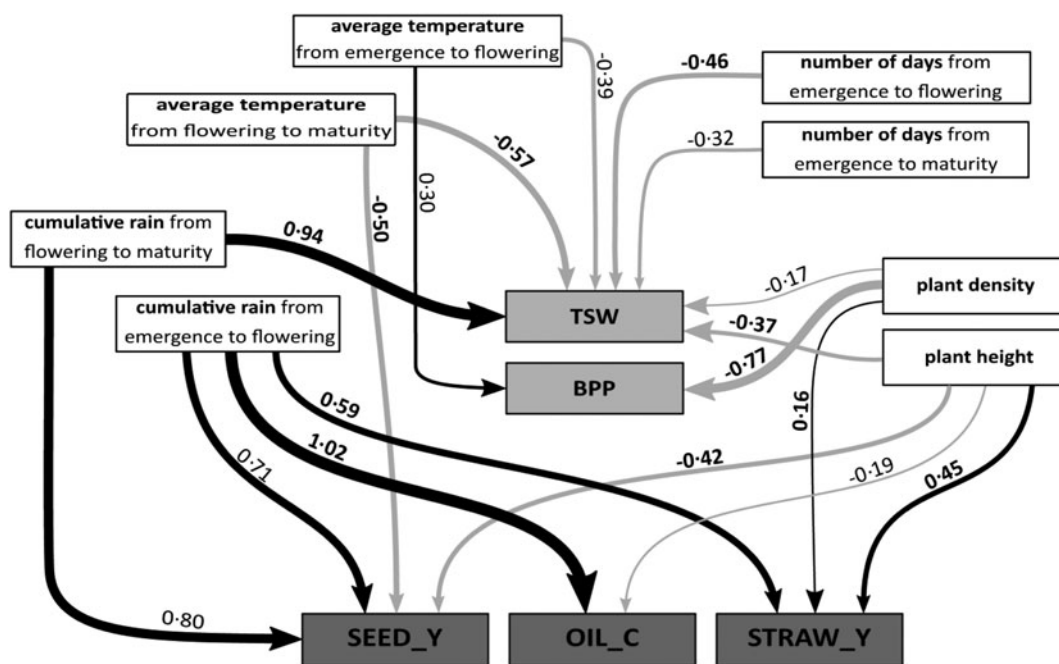 average temperature
from emergence to flowering
-0·39
-0·46
number of days from
emergence to flowering
average temperature
from flowering to maturity
-0·57
-0·32
number of days from
emergence to maturity
0·30
-0·50
cumulative rain from
flowering to maturity
0·94
-0·17
plant density
cumulative rain from
emergence to flowering
TSW
-0·37
plant height
BPP
-0·77
0·59
0·16
0·71
1·02
-0·42
-0·19
0·45
0·80
SEED_Y
OIL_C
STRAW_Y